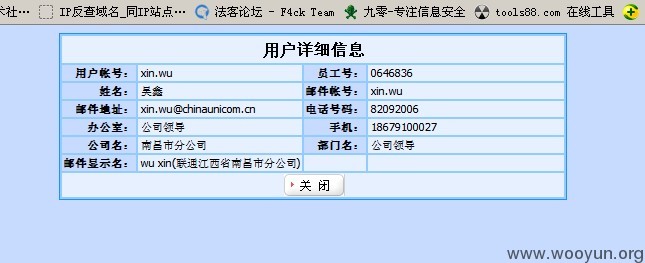 术社… IP反查域名_同IP站点… 法客论坛 - F4ck Team 九零-专注信息安全 tools88.com 在线工具
用户详细信息
用户帐号： xin.wu 员工号： 0646836
姓名： 吴鑫 邮件帐号： xin.wu
邮件地址： xin.wu@chinaunicom.cn 电话号码： 82092006
办公室： 公司领导 手机： 18679100027
公司名： 南昌市分公司 部门名： 公司领导
邮件显示名： wu xin(联通江西省南昌市分公司)
关 闭
www.wooyun.org